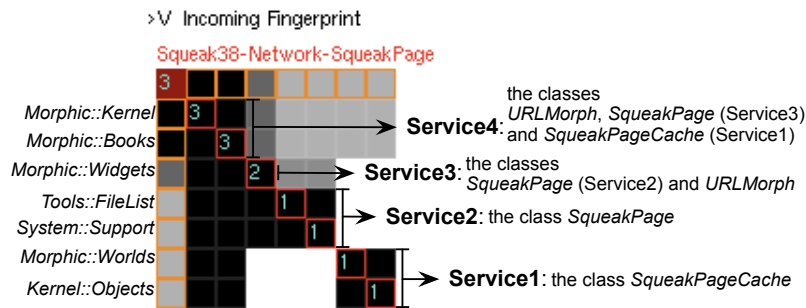 >V Incoming Fingerprint
Squeak38-Network-SqueakPage
3
Morphic::Kernel
3
Morphic::Books
3
Morphic::Widgets
2
Tools::FileList
1
System::Support
1
Morphic::Worlds
1
Kernel::Objects
1
Service4: the classes
URLMorph, SqueakPage (Service3)
and SqueakPageCache (Service1)
Service3: the classes
SqueakPage (Service2) and URLMorph
Service2: the class SqueakPage
Service1: the class SqueakPageCache